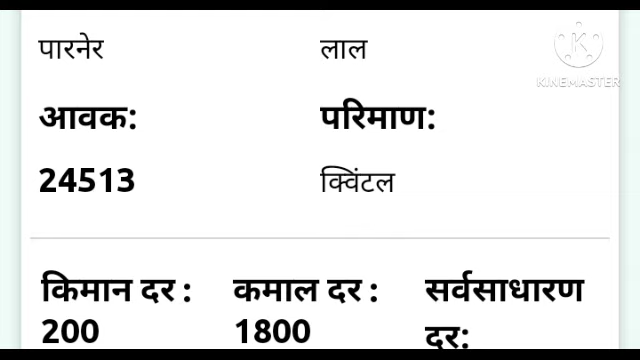 पारनेर लाल
आवक: परिमाण:
24513 क्विंटल
किमान दर : कमाल दर : सर्वसाधारण
200 1800 दर:
K
KINEMASTER